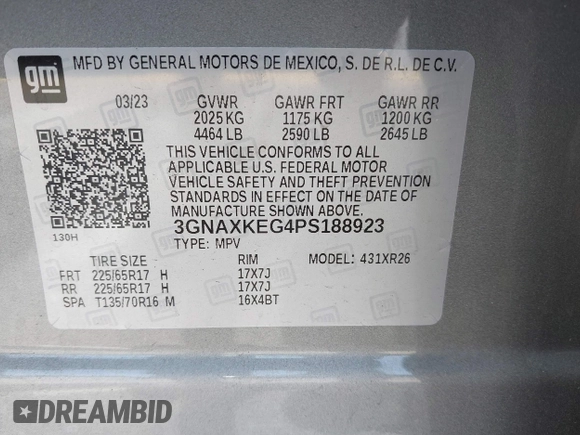 gm
MFD BY GENERAL MOTORS DE MEXICO, S. DE R.L. DE C.V.
03/23 GVWR GAWR FRT GAWR RR
2025 KG 1175 KG 1200 KG
4464 LB 2590 LB 2645 LB
THIS VEHICLE CONFORMS TO ALL
APPLICABLE U.S. FEDERAL MOTOR
VEHICLE SAFETY AND THEFT PREVENTION
STANDARDS IN EFFECT ON THE DATE OF
MANUFACTURE SHOWN ABOVE.
130H
3GNAXKEG4PS188923
TYPE: MPV
TIRE SIZE RIM MODEL: 431XR26
FRT 225/65R17 H 17X7J
RR 225/65R17 H 17X7J
SPA T135/70R16 M 16X4BT
DREAMBID